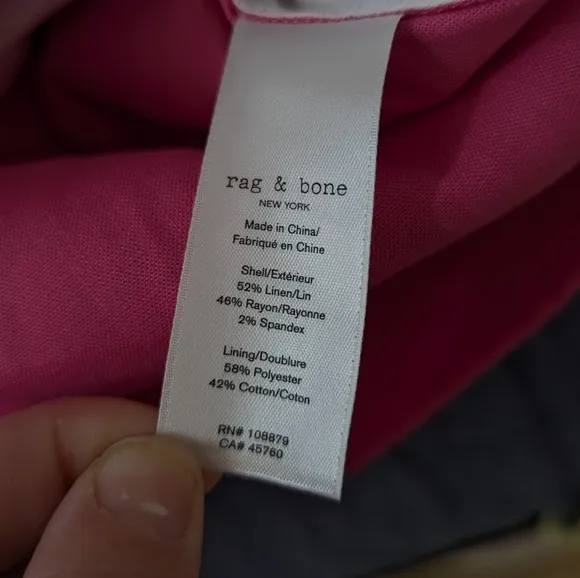 rag & bone
NEW YORK
Made in China/
Fabriqué en Chine
Shell/Extérieur
52% Linen/Lin
46% Rayon/Rayonne
2% Spandex
Lining/Doublure
58% Polyester
42% Cotton/Coton
RN# 108879
CA# 45760